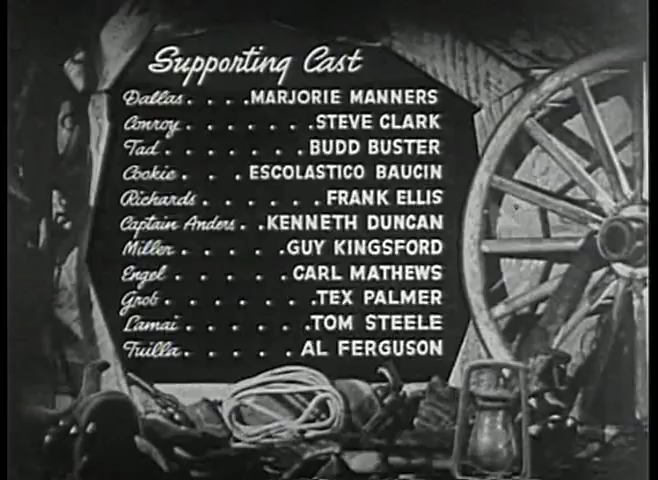 Supporting Cast
Dallas. . . .MARJORIE MANNERS
Conroy. . . . . . .STEVE CLARK
Tad. . . . . . . BUDD BUSTER
Cookie. . . ESCOLASTICO BAUCIN
Richards. . . . . . FRANK ELLIS
Captain Anders. .KENNETH DUNCAN
Miller. . . . . .GUY KINGSFORD
Engel. . . . . .CARL MATHEWS
Grob. . . . . . .TEX PALMER
Lamai. . . . . . .TOM STEELE
Truilla. . . . . . AL FERGUSON